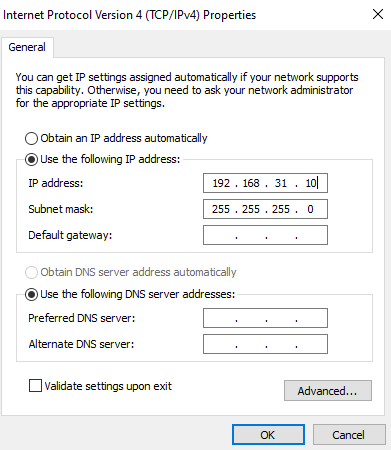 Internet Protocol Version 4 (TCP/IPv4) Properties
General
You can get IP settings assigned automatically if your network supports
this capability. Otherwise, you need to ask your network administrator
for the appropriate IP settings.
Obtain an IP address automatically
Use the following IP address:
IP address: 192 . 168 . 31 . 10
Subnet mask: 255 . 255 . 255 . 0
Default gateway: . . .
Obtain DNS server address automatically
Use the following DNS server addresses:
Preferred DNS server: . . .
Alternate DNS server: . . .
Validate settings upon exit
Advanced...
OK Cancel